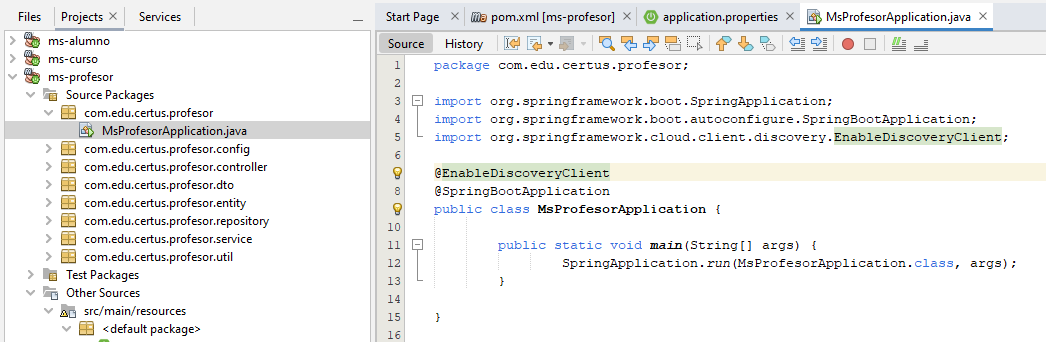 Files Projects Services
ms-alumno
ms-curso
ms-profesor
Source Packages
com.edu.certus.profesor
MsProfesorApplication.java
com.edu.certus.profesor.config
com.edu.certus.profesor.controller
com.edu.certus.profesor.dto
com.edu.certus.profesor.entity
com.edu.certus.profesor.repository
com.edu.certus.profesor.service
com.edu.certus.profesor.util
Test Packages
Other Sources
src/main/resources
<default package>
Start Page pom.xml [ms-profesor] application.properties MsProfesorApplication.java
Source History
1 package com.edu.certus.profesor;
2
3 import org.springframework.boot.SpringApplication;
4 import org.springframework.boot.autoconfigure.SpringBootApplication;
5 import org.springframework.cloud.client.discovery.EnableDiscoveryClient;
6
@EnableDiscoveryClient
8 @SpringBootApplication
public class MsProfesorApplication {
10
11 public static void main(String[] args) {
12 SpringApplication.run(MsProfesorApplication.class, args);
13 }
14
15 }
16